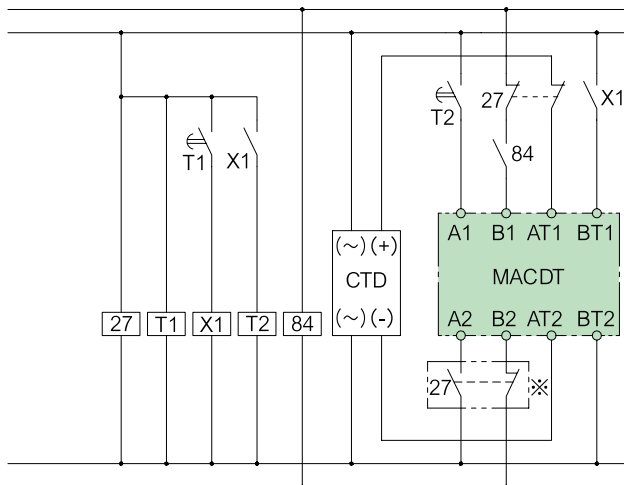 X1
T2
27
T1
X1
84
(~)(+)
CTD
(~)(-)
A1 B1 AT1 BT1
MACDT
A2 B2 AT2 BT2
27 T1 X1 T2 84
27 ※